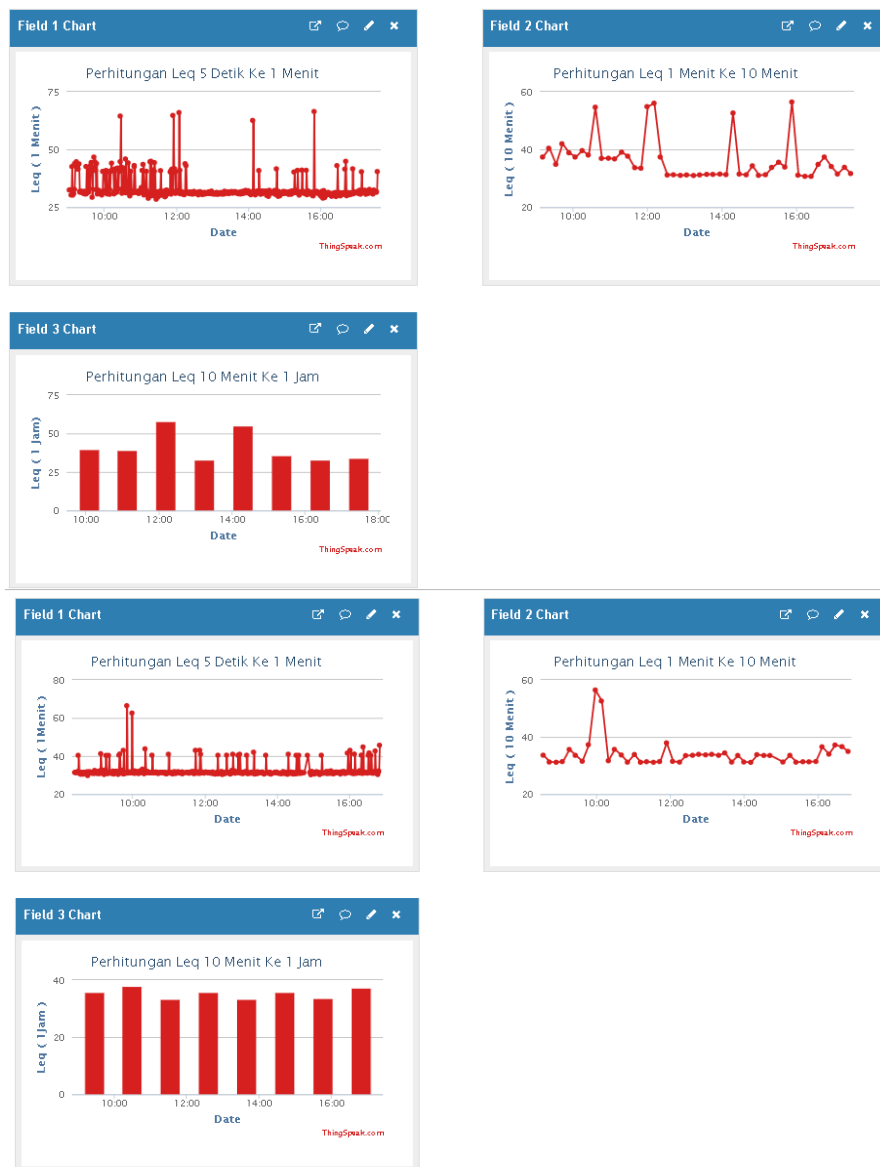 Field 1 Chart
Perhitungan Leq 5 Detik Ke 1 Menit
Leq ( 1 Menit )
75
50
25
10:00 12:00 14:00 16:00
Date
ThingSpeak.com
Field 2 Chart
Perhitungan Leq 1 Menit Ke 10 Menit
Leq ( 10 Menit )
60
40
20
10:00 12:00 14:00 16:00
Date
ThingSpeak.com
Field 3 Chart
Perhitungan Leq 10 Menit Ke 1 Jam
Leq ( 1 Jam)
75
50
25
0
10:00 12:00 14:00 16:00 18:00
Date
ThingSpeak.com
Field 1 Chart
Perhitungan Leq 5 Detik Ke 1 Menit
Leq ( 1Menit )
80
60
40
20
10:00 12:00 14:00 16:00
Date
ThingSpeak.com
Field 2 Chart
Perhitungan Leq 1 Menit Ke 10 Menit
Leq ( 10 Menit )
60
40
20
10:00 12:00 14:00 16:00
Date
ThingSpeak.com
Field 3 Chart
Perhitungan Leq 10 Menit Ke 1 Jam
Leq ( 1Jam )
40
20
0
10:00 12:00 14:00 16:00
Date
ThingSpeak.com